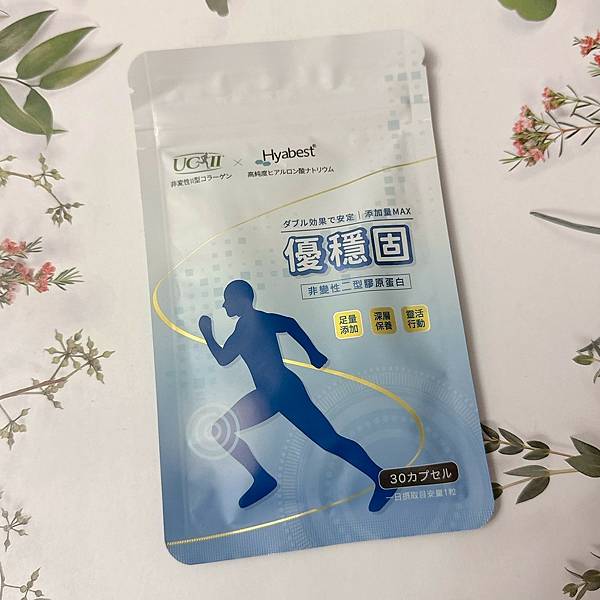 UC-II × Hyabest®
非変性II型コラーゲン 高純度ヒアルロン酸ナトリウム
ダブル効果で安定|添加量MAX
優穩固
非變性二型膠原蛋白
足量添加 深層保養 靈活行動
30カプセル
一日摂取目安量1粒